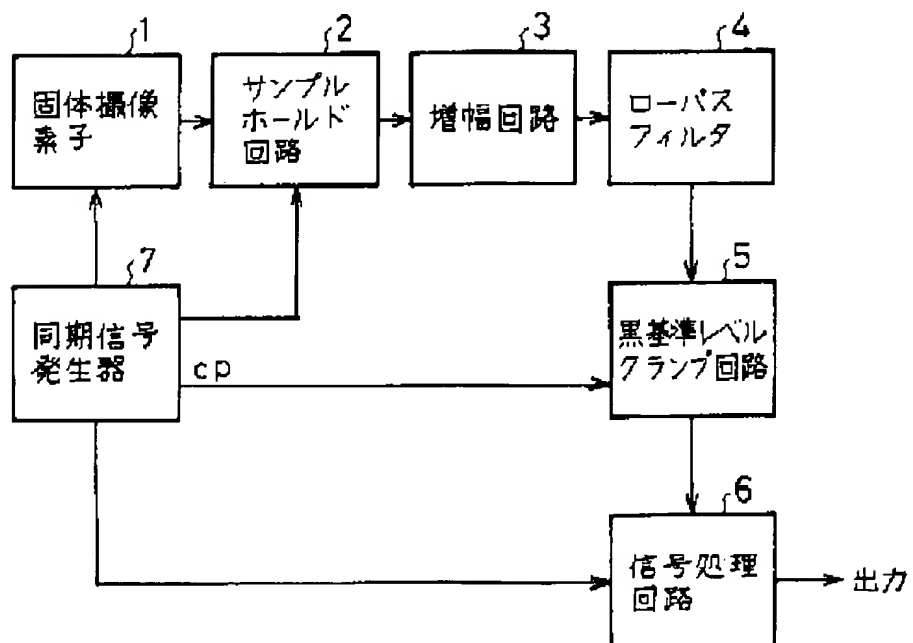 1
固体撮像
素子
2
サンプル
ホールド
回路
3
増幅回路
4
ローパス
フィルタ
7
同期信号
発生器
cp
5
黒基準レベル
クランプ回路
6
信号処理
回路
出力